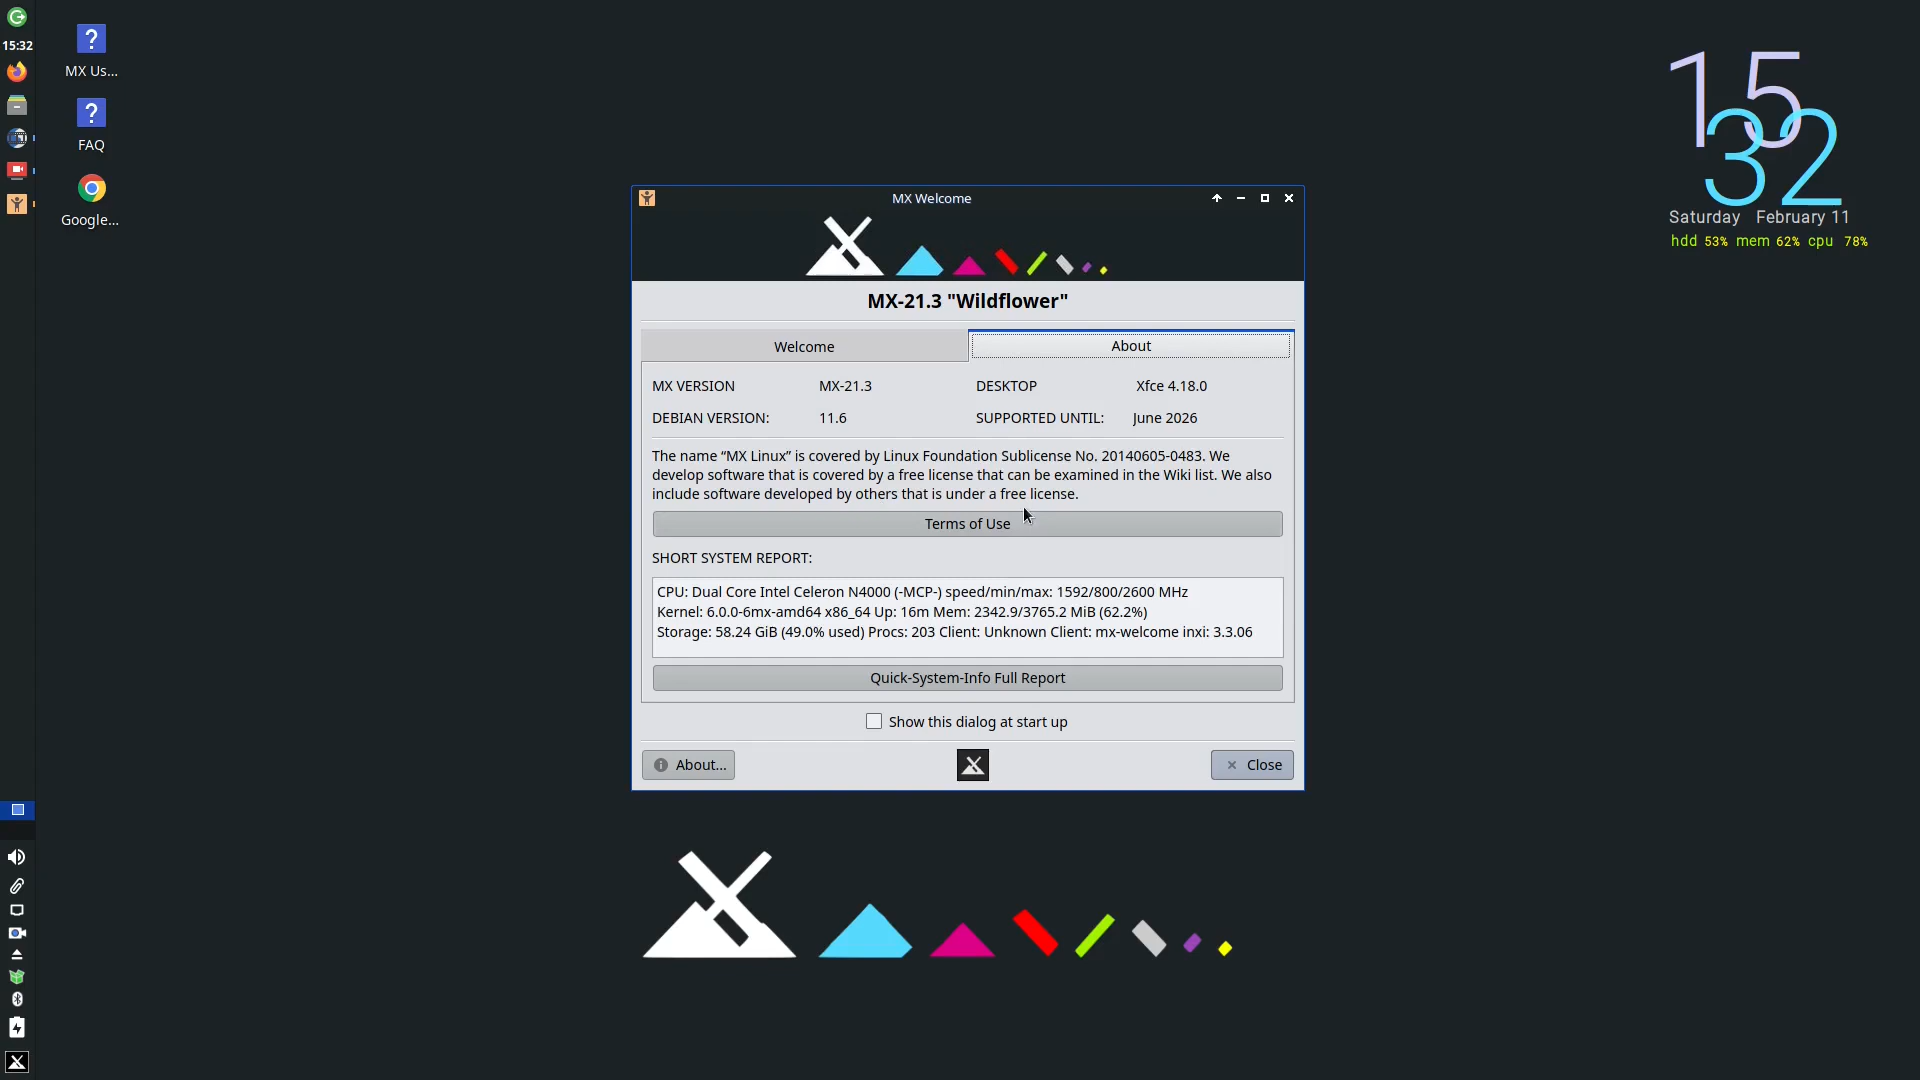 15:32
MX Us...
FAQ
Google...
15
32
Saturday February 11
hdd 53% mem 62% cpu 78%
MX Welcome
MX-21.3 "Wildflower"
Welcome
About
MX VERSION MX-21.3 DESKTOP Xfce 4.18.0
DEBIAN VERSION: 11.6 SUPPORTED UNTIL: June 2026
The name “MX Linux” is covered by Linux Foundation Sublicense No. 20140605-0483. We
develop software that is covered by a free license that can be examined in the Wiki list. We also
include software developed by others that is under a free license.
Terms of Use
SHORT SYSTEM REPORT:
CPU: Dual Core Intel Celeron N4000 (-MCP-) speed/min/max: 1592/800/2600 MHz
Kernel: 6.0.0-6mx-amd64 x86_64 Up: 16m Mem: 2342.9/3765.2 MiB (62.2%)
Storage: 58.24 GiB (49.0% used) Procs: 203 Client: Unknown Client: mx-welcome inxi: 3.3.06
Quick-System-Info Full Report
Show this dialog at start up
About...
Close